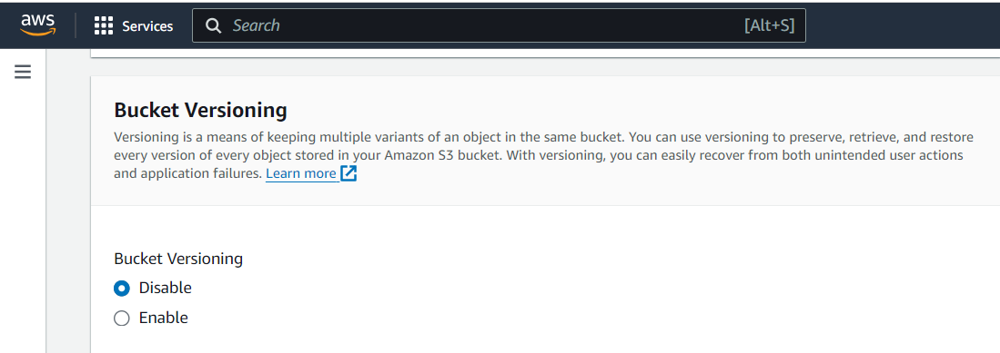 aws Services Search [Alt+S]
Bucket Versioning
Versioning is a means of keeping multiple variants of an object in the same bucket. You can use versioning to preserve, retrieve, and restore
every version of every object stored in your Amazon S3 bucket. With versioning, you can easily recover from both unintended user actions
and application failures. Learn more
Bucket Versioning
Disable
Enable